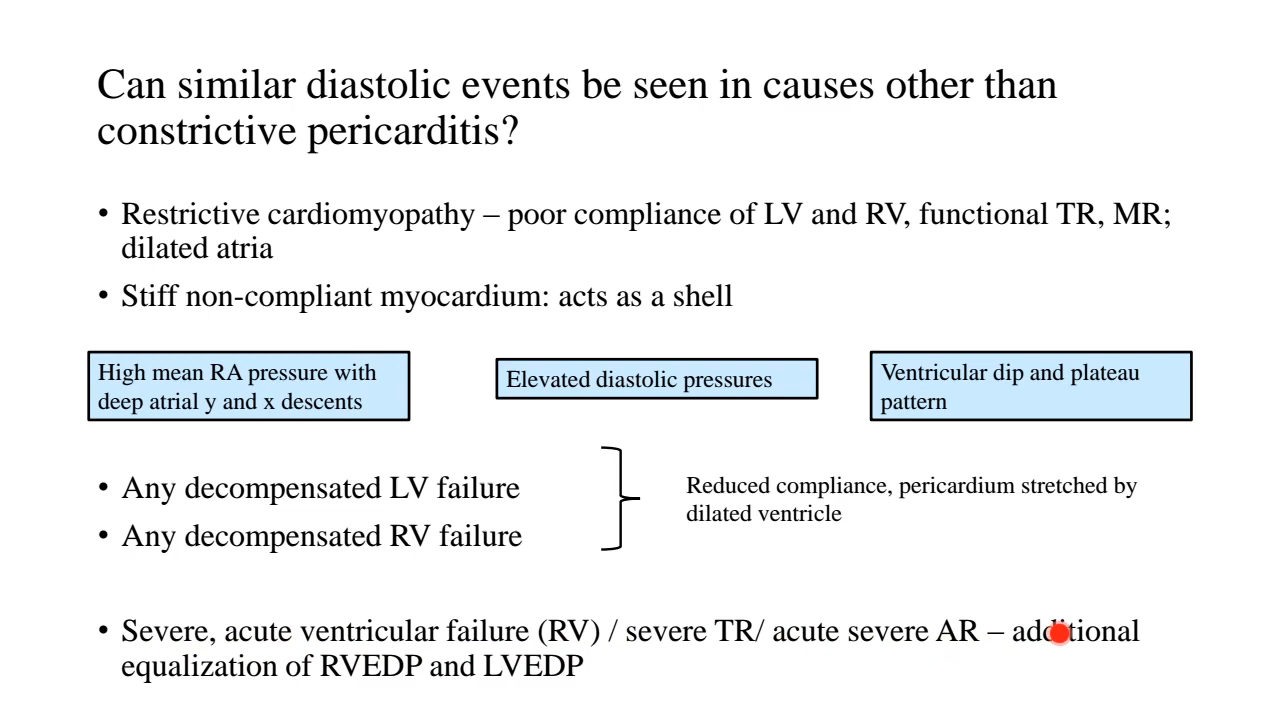 Can similar diastolic events be seen in causes other than
constrictive pericarditis?
• Restrictive cardiomyopathy – poor compliance of LV and RV, functional TR, MR;
dilated atria
• Stiff non-compliant myocardium: acts as a shell
High mean RA pressure with
deep atrial y and x descents
Elevated diastolic pressures
Ventricular dip and plateau
pattern
• Any decompensated LV failure
• Any decompensated RV failure
Reduced compliance, pericardium stretched by
dilated ventricle
• Severe, acute ventricular failure (RV) / severe TR/ acute severe AR – additional
equalization of RVEDP and LVEDP